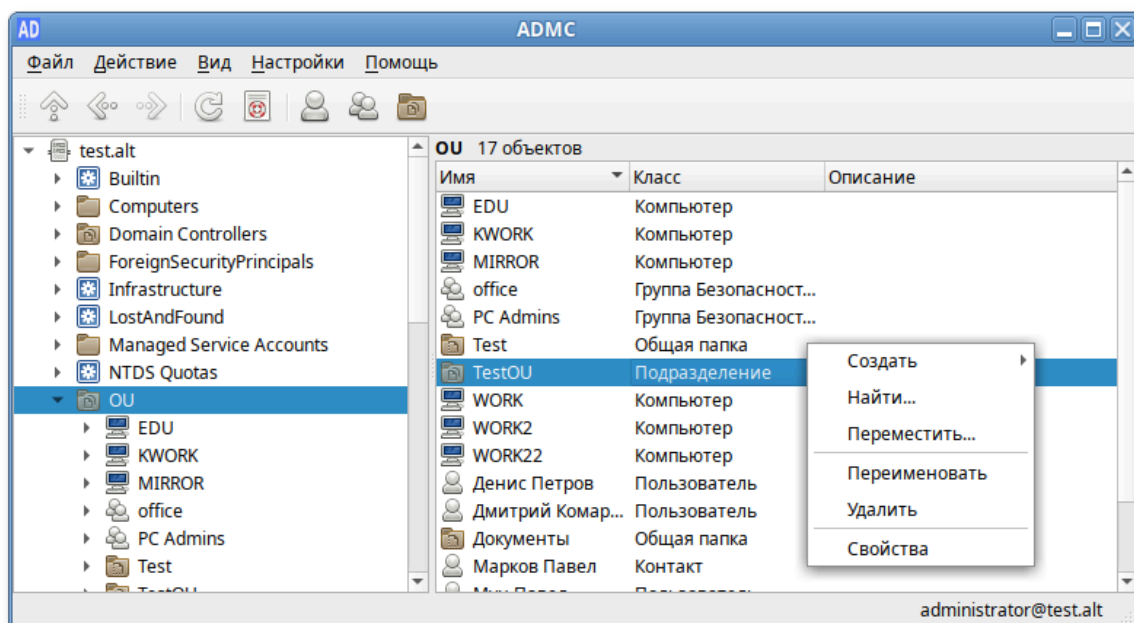 AD ADMC
Файл Действие Вид Настройки Помощь
test.alt
Builtin
Computers
Domain Controllers
ForeignSecurityPrincipals
Infrastructure
LostAndFound
Managed Service Accounts
NTDS Quotas
OU
EDU
KWORK
MIRROR
office
PC Admins
Test
TestOU
OU 17 объектов
Имя Класс Описание
EDU Компьютер
KWORK Компьютер
MIRROR Компьютер
office Группа Безопасност...
PC Admins Группа Безопасност...
Test Общая папка
TestOU Подразделение
WORK Компьютер
WORK2 Компьютер
WORK22 Компьютер
Денис Петров Пользователь
Дмитрий Комар... Пользователь
Документы Общая папка
Марков Павел Контакт
Создать
Найти...
Переместить...
Переименовать
Удалить
Свойства
administrator@test.alt